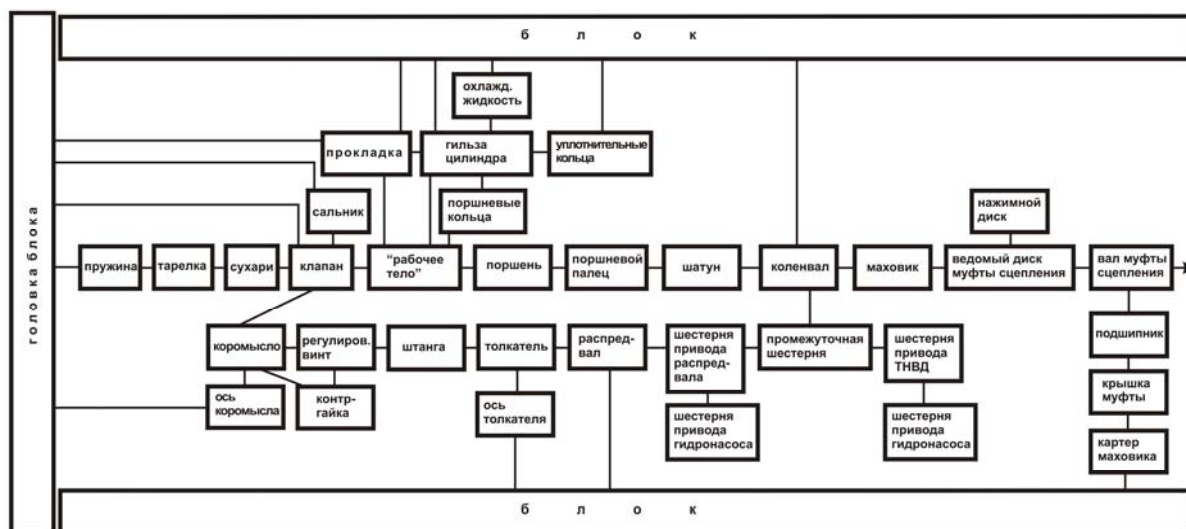 б л о к
головка блока
охлажд.
жидкость
прокладка
гильза
цилиндра
уплотнительные
кольца
сальник
поршневые
кольца
нажимной
диск
пружина
тарелка
сухари
клапан
"рабочее
тело"
поршень
поршневой
палец
шатун
коленвал
маховик
ведомый диск
муфты сцепления
вал муфты
сцепления
коромысло
регулиров.
винт
штанга
толкатель
распред-
вал
шестерня
привода
распред-
вала
промежуточная
шестерня
шестерня
привода
ТНВД
подшипник
ось
коромысла
контр-
гайка
ось
толкателя
шестерня
привода
гидронасоса
шестерня
привода
гидронасоса
крышка
муфты
картер
маховика
б л о к